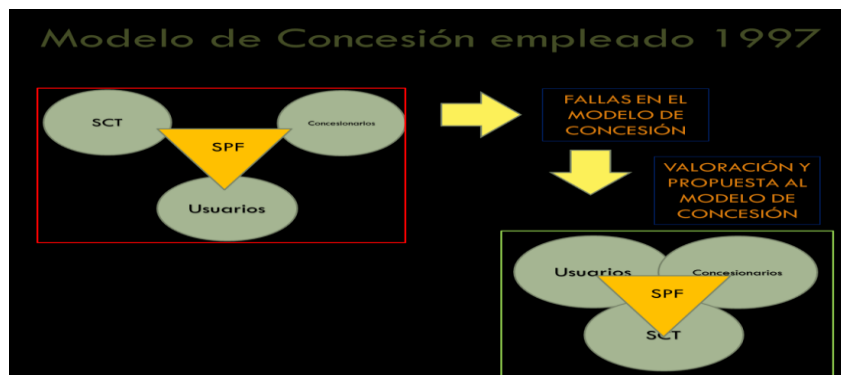 Modelo de Concesión empleado 1997
SCT
Concesionarios
SPF
Usuarios
FALLAS EN EL
MODELO DE
CONCESIÓN
VALORACIÓN Y
PROPUESTA AL
MODELO DE
CONCESIÓN
Usuarios
Concesionarios
SPF
SCT